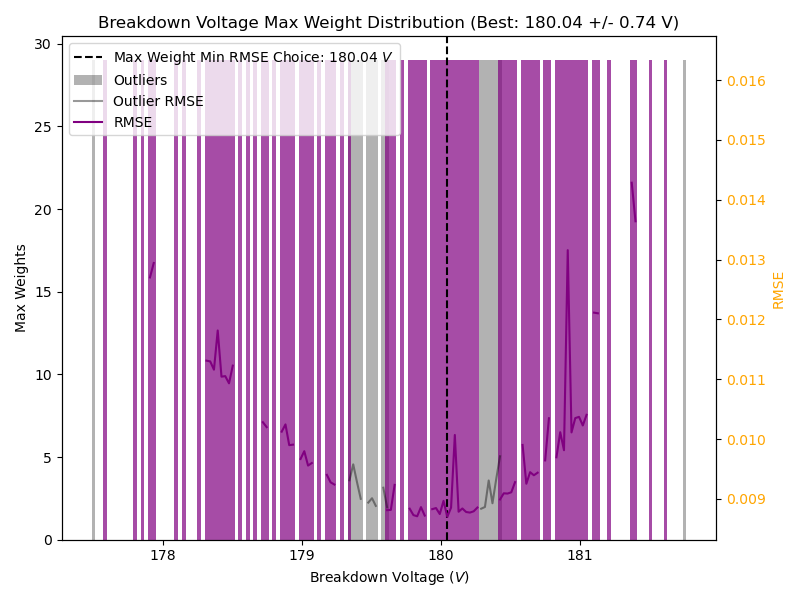 Breakdown Voltage Max Weight Distribution (Best: 180.04 +/- 0.74 V)
Max Weight Min RMSE Choice: 180.04 V
Outliers
Outlier RMSE
RMSE
Max Weights
30
25
20
15
10
5
0
178
179
180
181
Breakdown Voltage (V)
0.016
0.015
0.014
0.013
0.012
0.011
0.010
0.009
RMSE